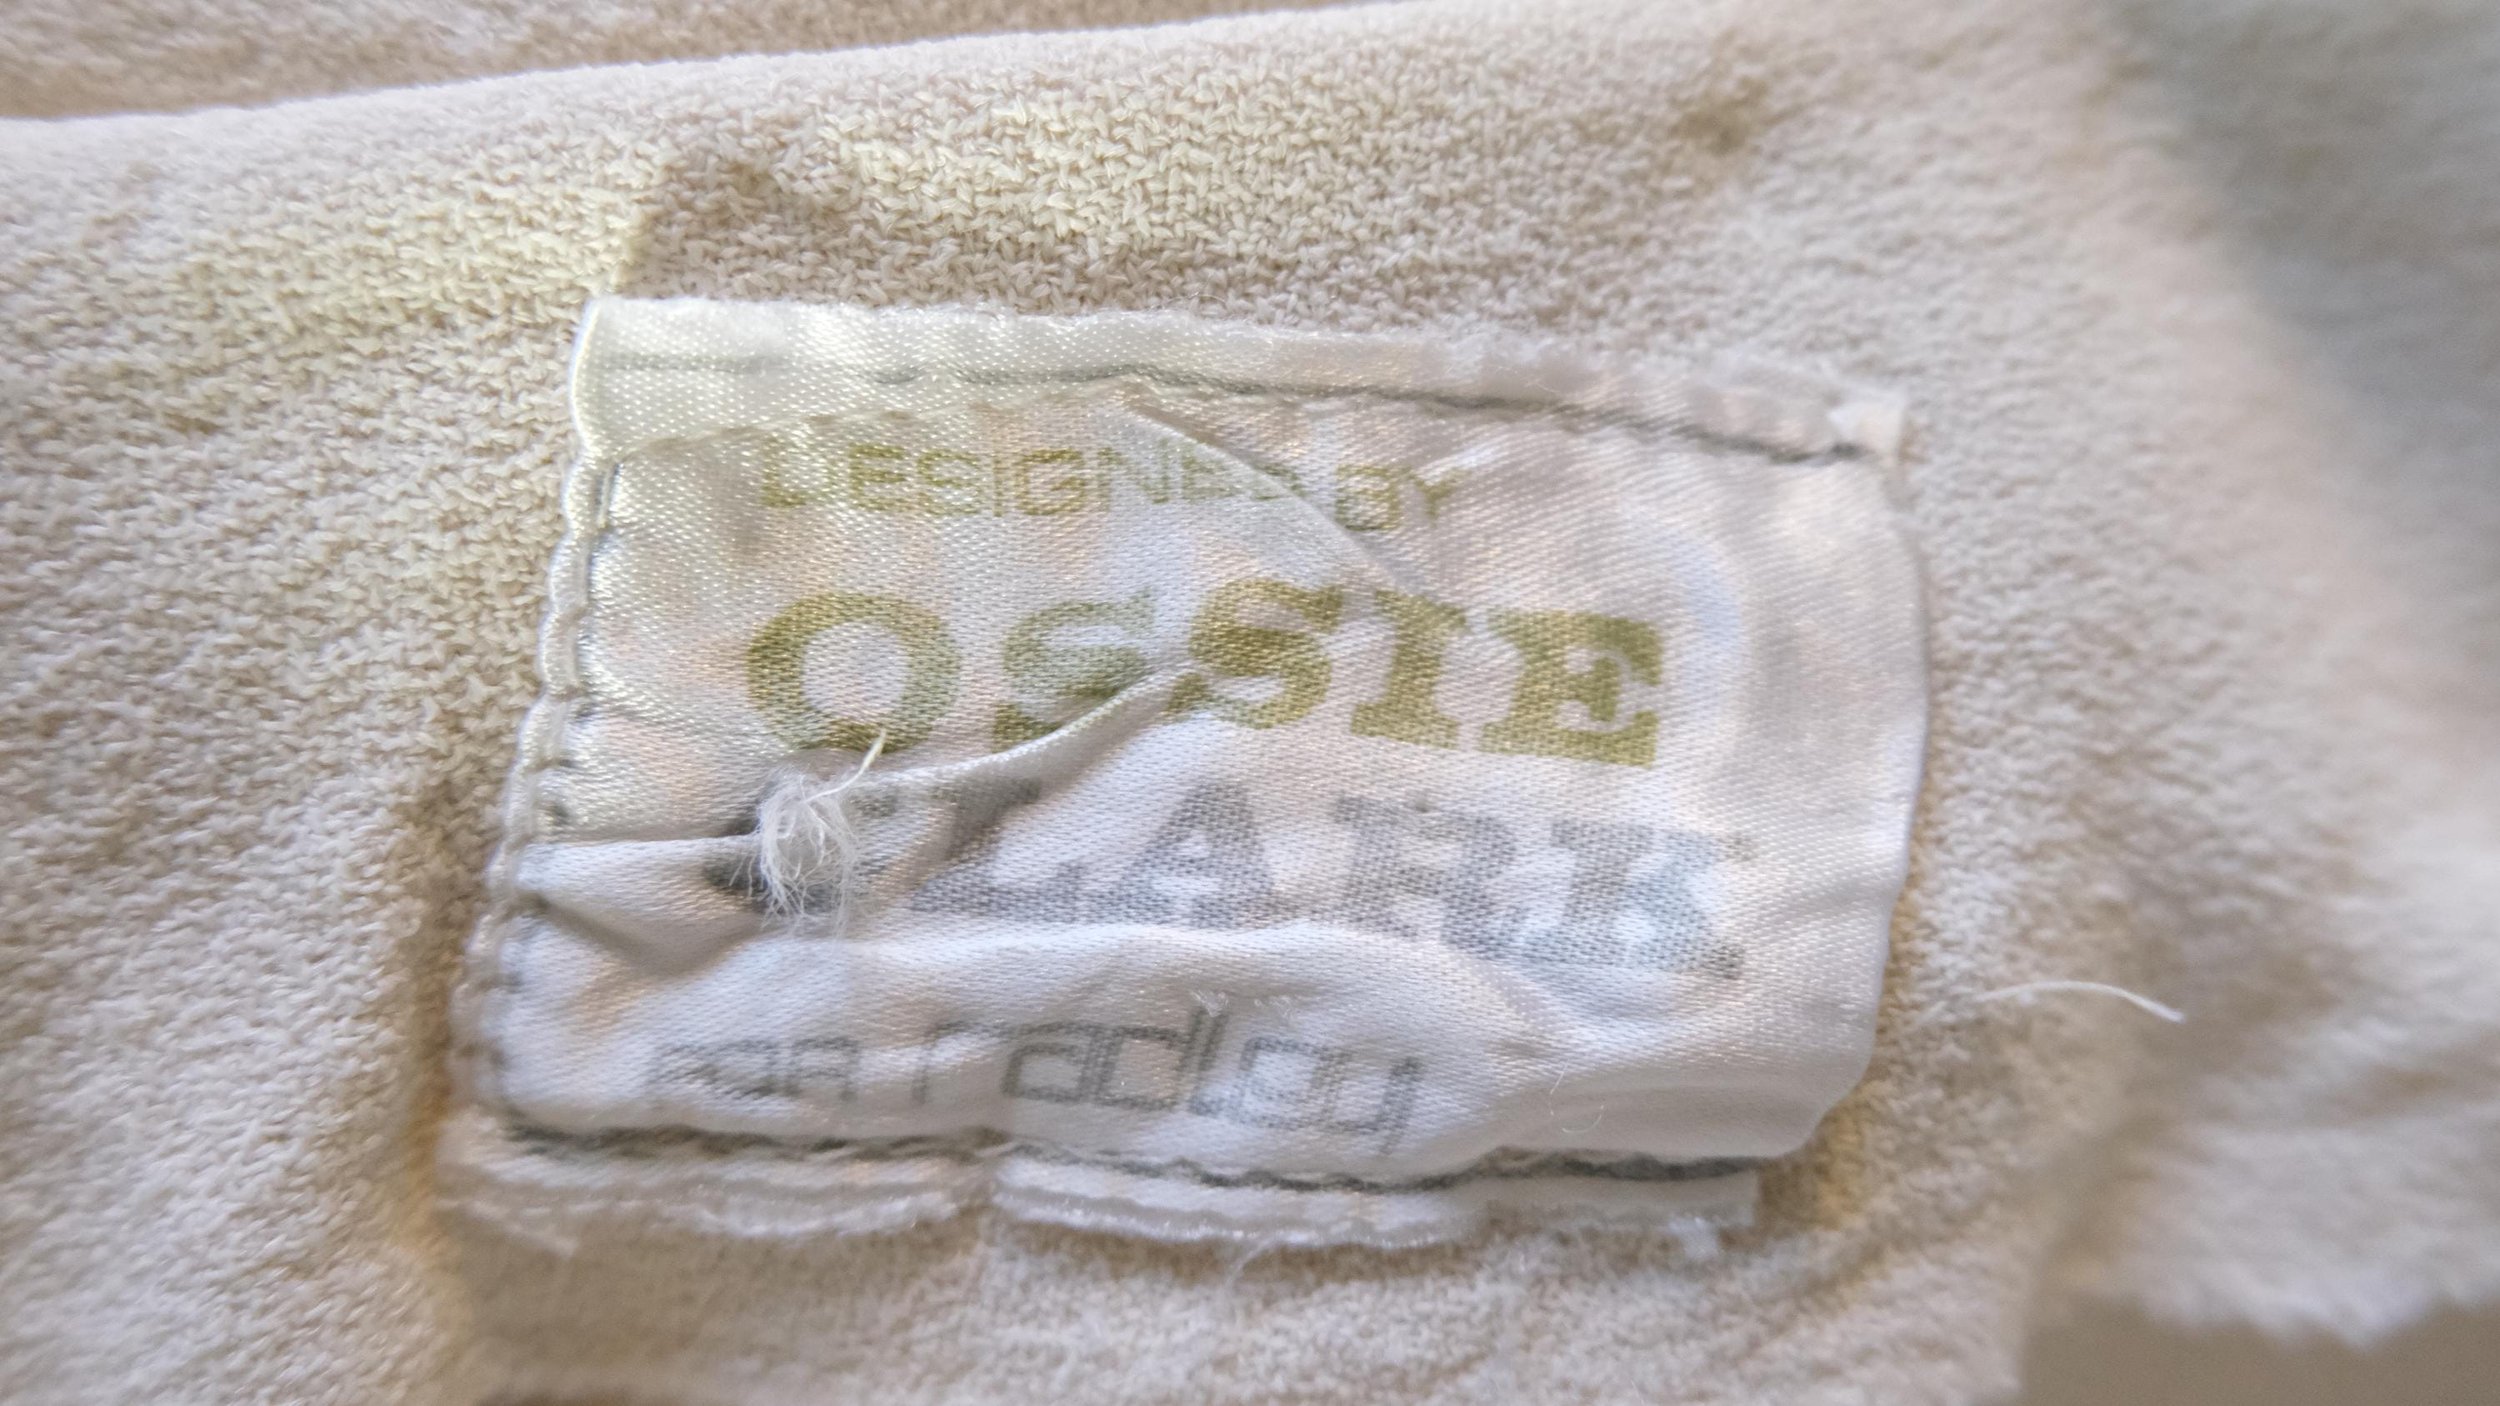 DESIGNED BY
OSSIE
CLARK
FOR radley